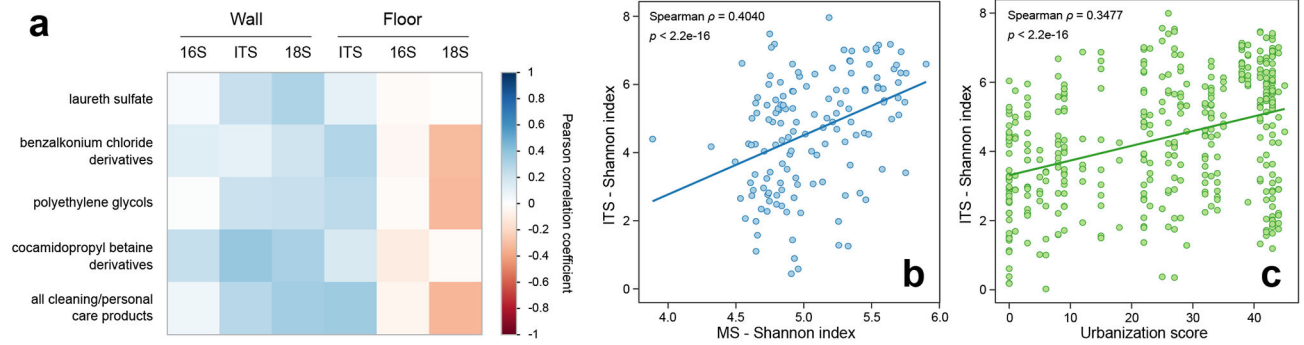 a
Wall Floor
16S ITS 18S ITS 16S 18S
laureth sulfate
benzalkonium chloride
derivatives
polyethylene glycols
cocamidopropyl betaine
derivatives
all cleaning/personal
care products
1
0.8
0.6
0.4
0.2
0
-0.2
-0.4
-0.6
-0.8
-1
Pearson correlation coefficient
Spearman ρ = 0.4040
p < 2.2e-16
8
6
4
2
0
ITS - Shannon index
4.0 4.5 5.0 5.5 6.0
MS - Shannon index
b
Spearman ρ = 0.3477
p < 2.2e-16
8
6
4
2
0
ITS - Shannon index
0 10 20 30 40
Urbanization score
c